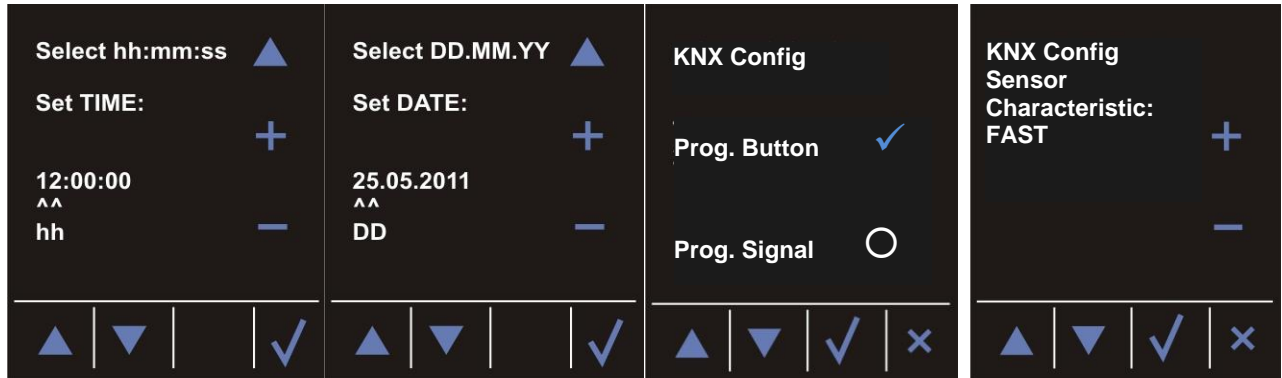 Select hh:mm:ss
Set TIME:
12:00:00
^^
hh
Select DD.MM.YY
Set DATE:
25.05.2011
^^
DD
KNX Config
Prog. Button
Prog. Signal
KNX Config
Sensor
Characteristic:
FAST